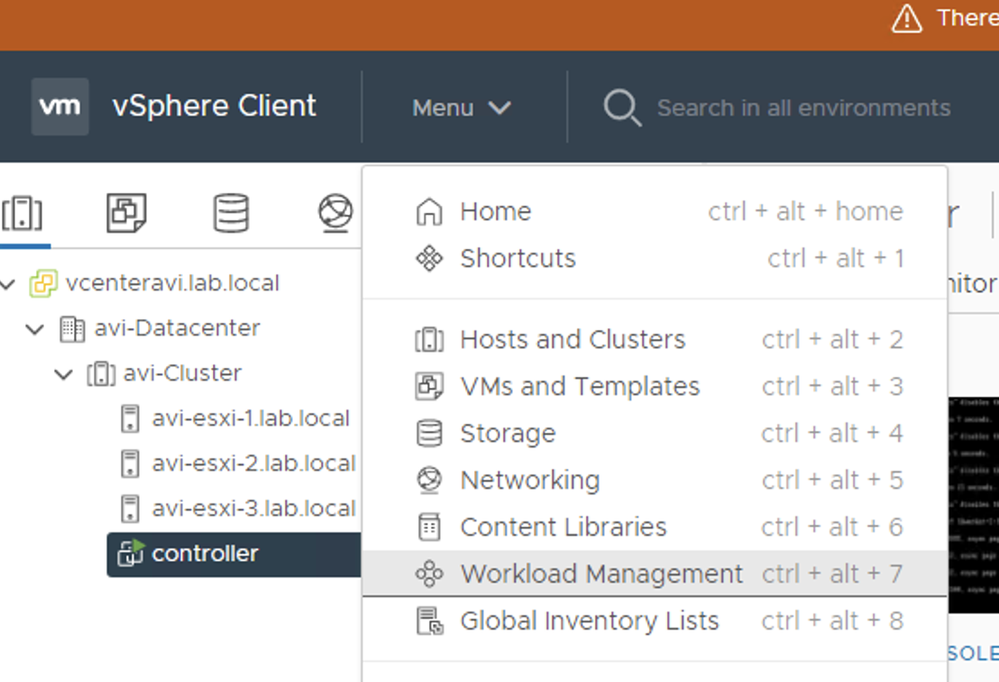 There
vm vSphere Client Menu Search in all environments
Home ctrl + alt + home
Shortcuts ctrl + alt + 1
vcenteravi.lab.local
avi-Datacenter
avi-Cluster
avi-esxi-1.lab.local
avi-esxi-2.lab.local
avi-esxi-3.lab.local
controller
Hosts and Clusters ctrl + alt + 2
VMs and Templates ctrl + alt + 3
Storage ctrl + alt + 4
Networking ctrl + alt + 5
Content Libraries ctrl + alt + 6
Workload Management ctrl + alt + 7
Global Inventory Lists ctrl + alt + 8
r
nitor
SOLE